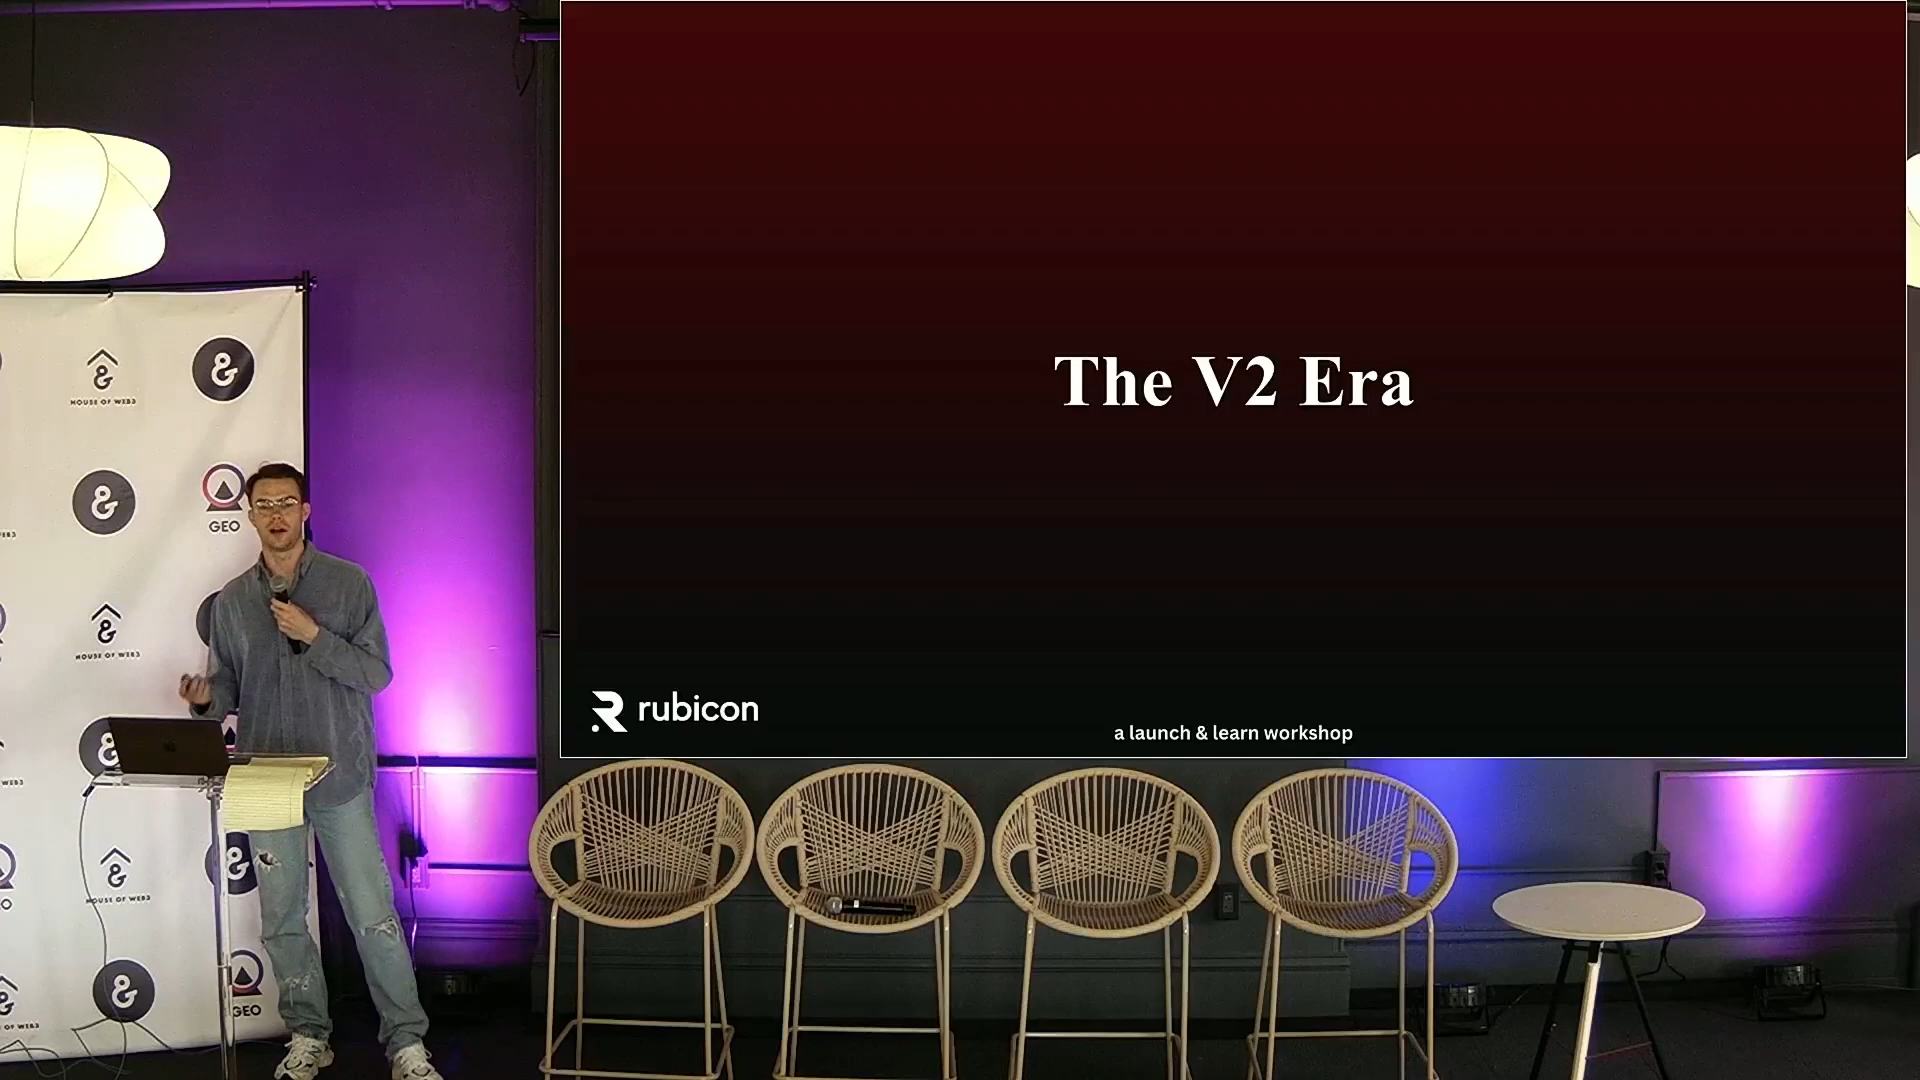 The V2 Era
rubicon
a launch & learn workshop
&
HOUSE OF WEB3
&
&
GEO
&
HOUSE OF WEB3
&
&
HOUSE OF WEB3
&
&
GEO